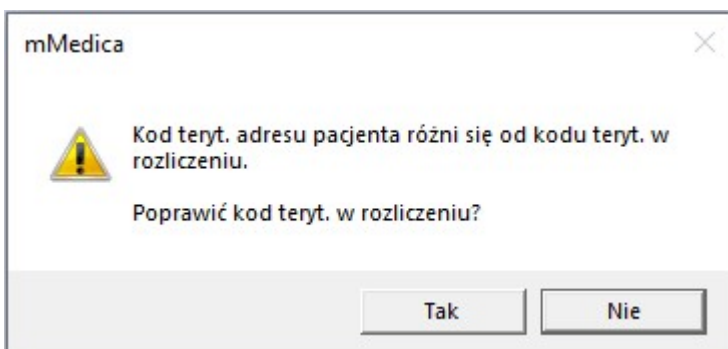 mMedica
Kod teryt. adresu pacjenta różni się od kodu teryt. w
rozliczeniu.
Poprawić kod teryt. w rozliczeniu?
Tak
Nie